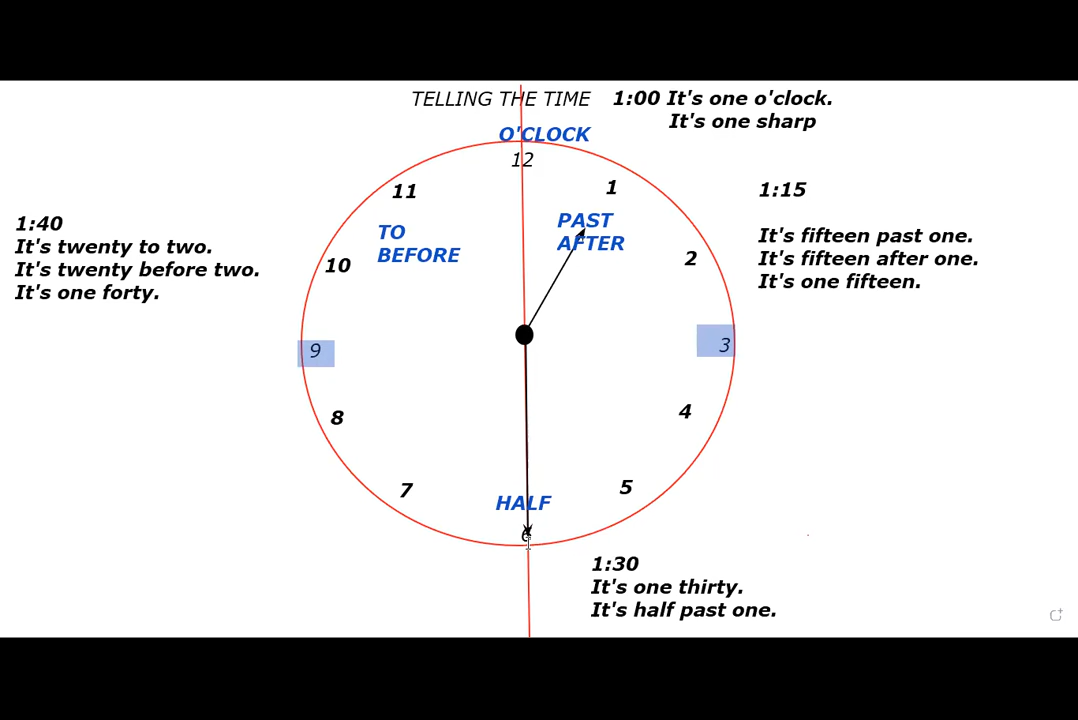 TELLING THE TIME
1:00 It's one o'clock.
It's one sharp
O'CLOCK
12
11
1
1:15
PAST
AFTER
TO
BEFORE
1:40
It's twenty to two.
It's twenty before two.
It's one forty.
It's fifteen past one.
It's fifteen after one.
It's one fifteen.
10
2
9
3
8
4
7
5
HALF
6
1:30
It's one thirty.
It's half past one.